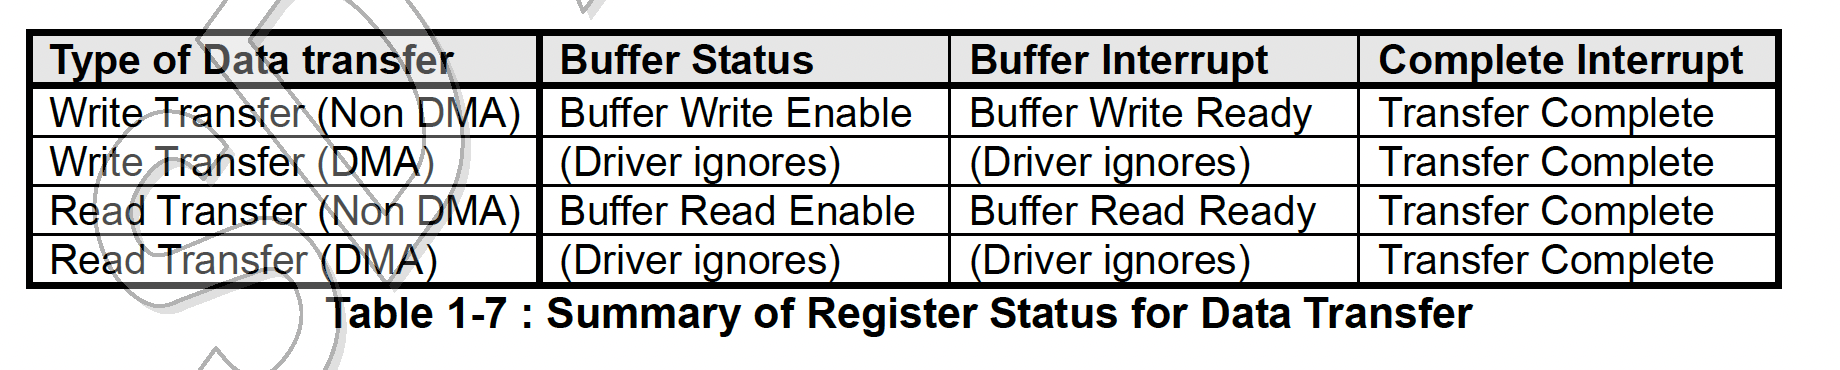 Type of Data transfer Buffer Status Buffer Interrupt Complete Interrupt
Write Transfer (Non DMA) Buffer Write Enable Buffer Write Ready Transfer Complete
Write Transfer (DMA) (Driver ignores) (Driver ignores) Transfer Complete
Read Transfer (Non DMA) Buffer Read Enable Buffer Read Ready Transfer Complete
Read Transfer (DMA) (Driver ignores) (Driver ignores) Transfer Complete
Table 1-7 : Summary of Register Status for Data Transfer